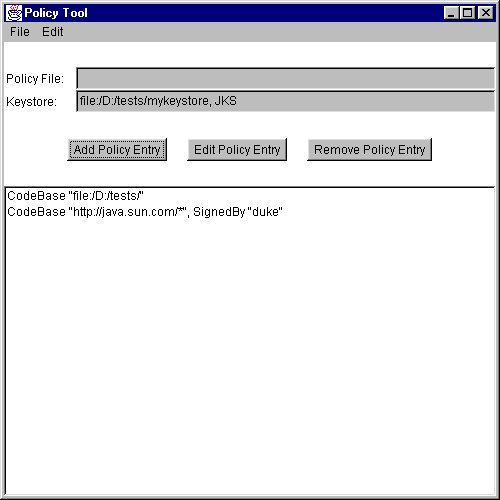 Policy Tool
File Edit
Policy File:
Keystore: file:/D:/tests/mykeystore, JKS
Add Policy Entry Edit Policy Entry Remove Policy Entry
CodeBase "file:/D:/tests/"
CodeBase "http://java.sun.com/*", SignedBy "duke"